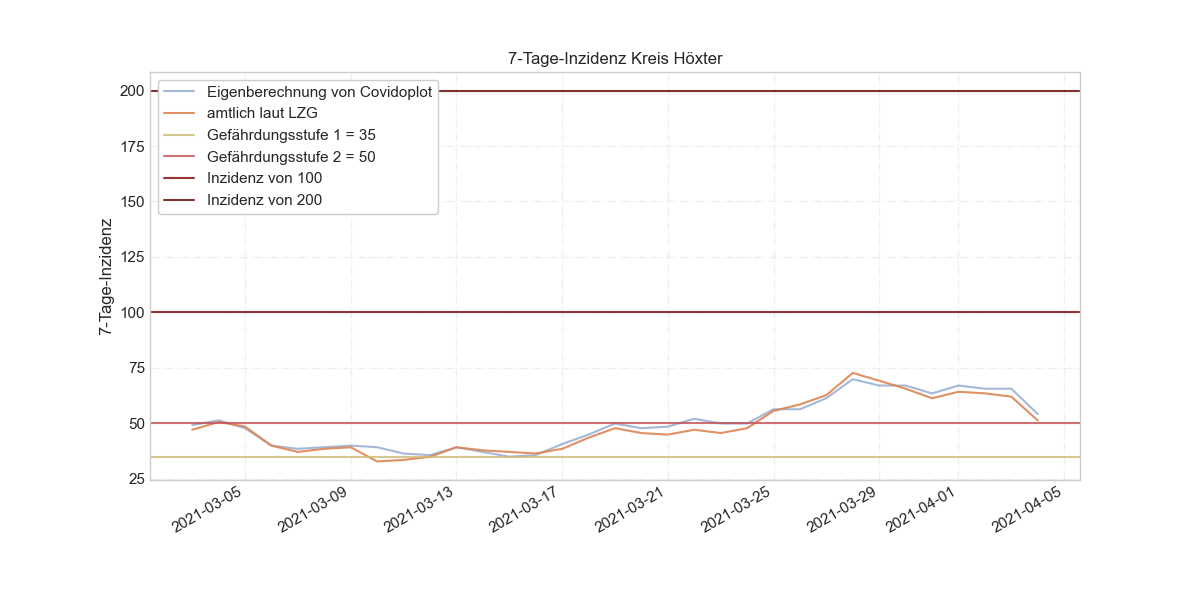 7-Tage-Inzidenz Kreis Höxter
Eigenberechnung von Covidoplot
amtlich laut LZG
Gefährdungsstufe 1 = 35
Gefährdungsstufe 2 = 50
Inzidenz von 100
Inzidenz von 200
7-Tage-Inzidenz
200
175
150
125
100
75
50
25
2021-03-05
2021-03-09
2021-03-13
2021-03-17
2021-03-21
2021-03-25
2021-03-29
2021-04-01
2021-04-05